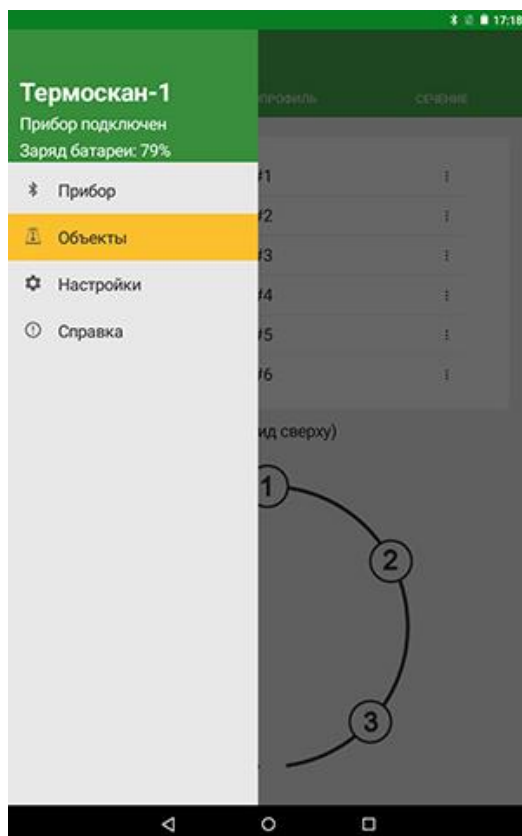 17:18
Термоскан-1
Прибор подключен
Заряд батареи: 79%
ПРОФИЛЬ
СЕЧЕНИЕ
Прибор
Объекты
Настройки
Справка
#1
#2
#3
#4
#5
#6
ид сверху)
1
2
3